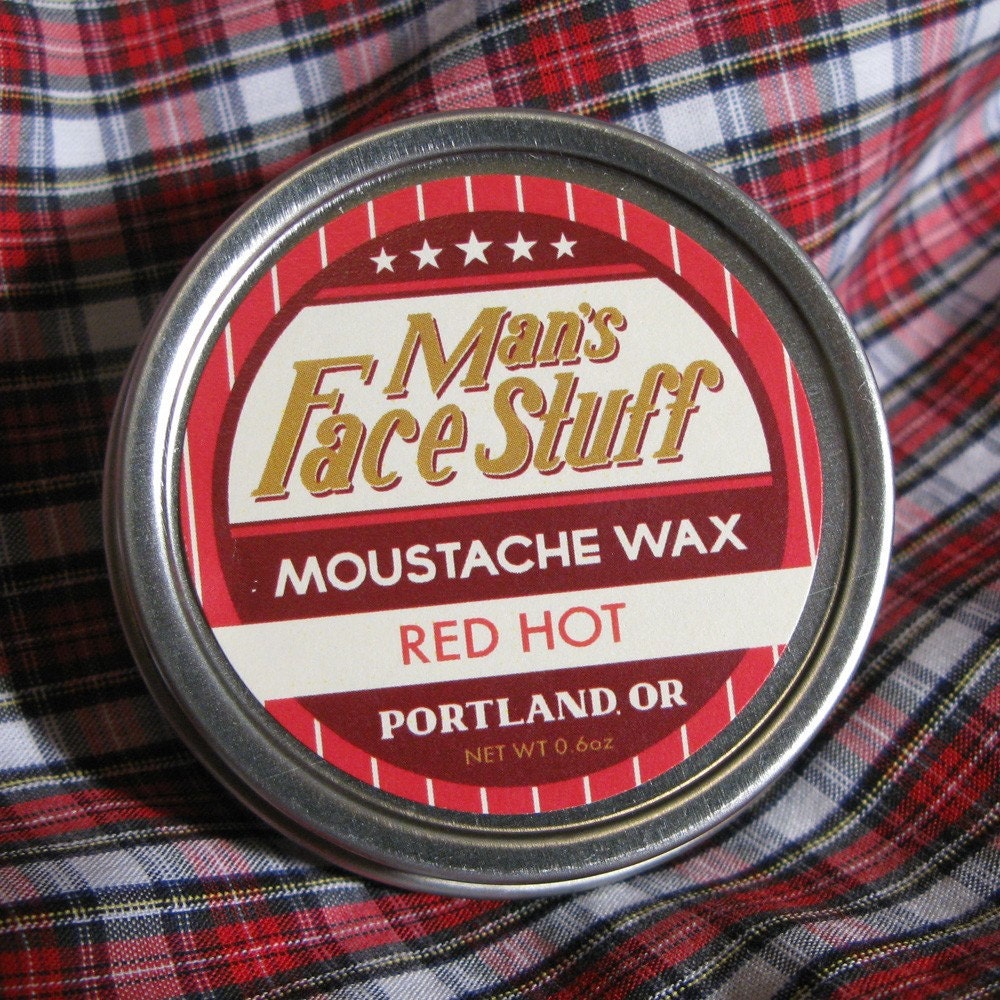 Man's
Face Stuff
MOUSTACHE WAX
RED HOT
PORTLAND, OR
NET WT 0.6oz